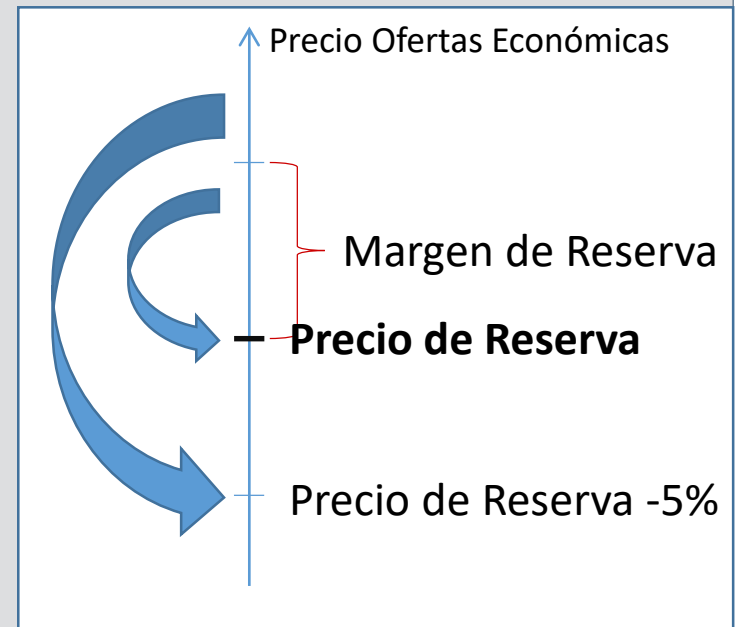 Precio Ofertas Económicas
Margen de Reserva
Precio de Reserva
Precio de Reserva -5%